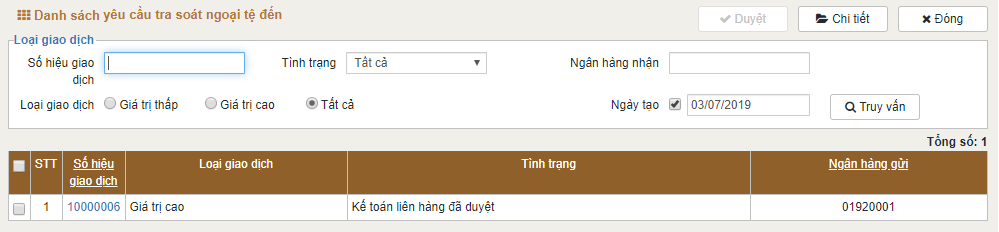 Danh sách yêu cầu tra soát ngoại tệ đến
Duyệt Chi tiết Đóng
Loại giao dịch
Số hiệu giao dịch Tình trạng Tất cả Ngân hàng nhận
Loại giao dịch Giá trị thấp Giá trị cao Tất cả Ngày tạo 03/07/2019 Truy vấn
Tổng số: 1
STT Số hiệu giao dịch Loại giao dịch Tình trạng Ngân hàng gửi
1 10000006 Giá trị cao Kế toán liên hàng đã duyệt 01920001